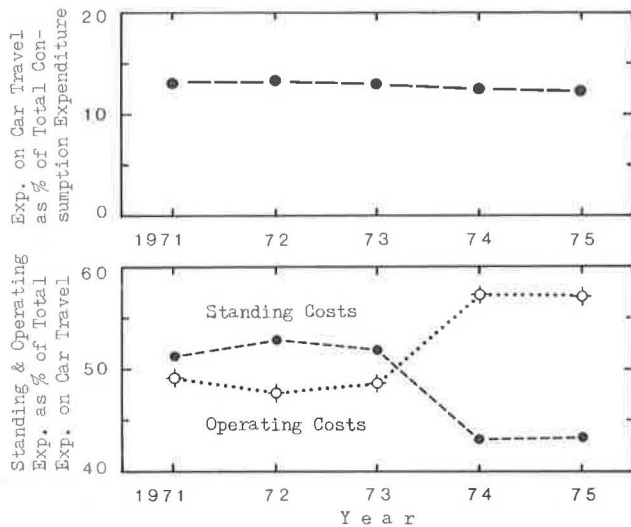 Exp. on Car Travel
as % of Total Con-
sumption Expenditure
20
10
0
1971 72 73 74 75
Standing & Operating
Exp. as % of Total
Exp. on Car Travel
60
50
40
Standing Costs
Operating Costs
1971 72 73 74 75
Year